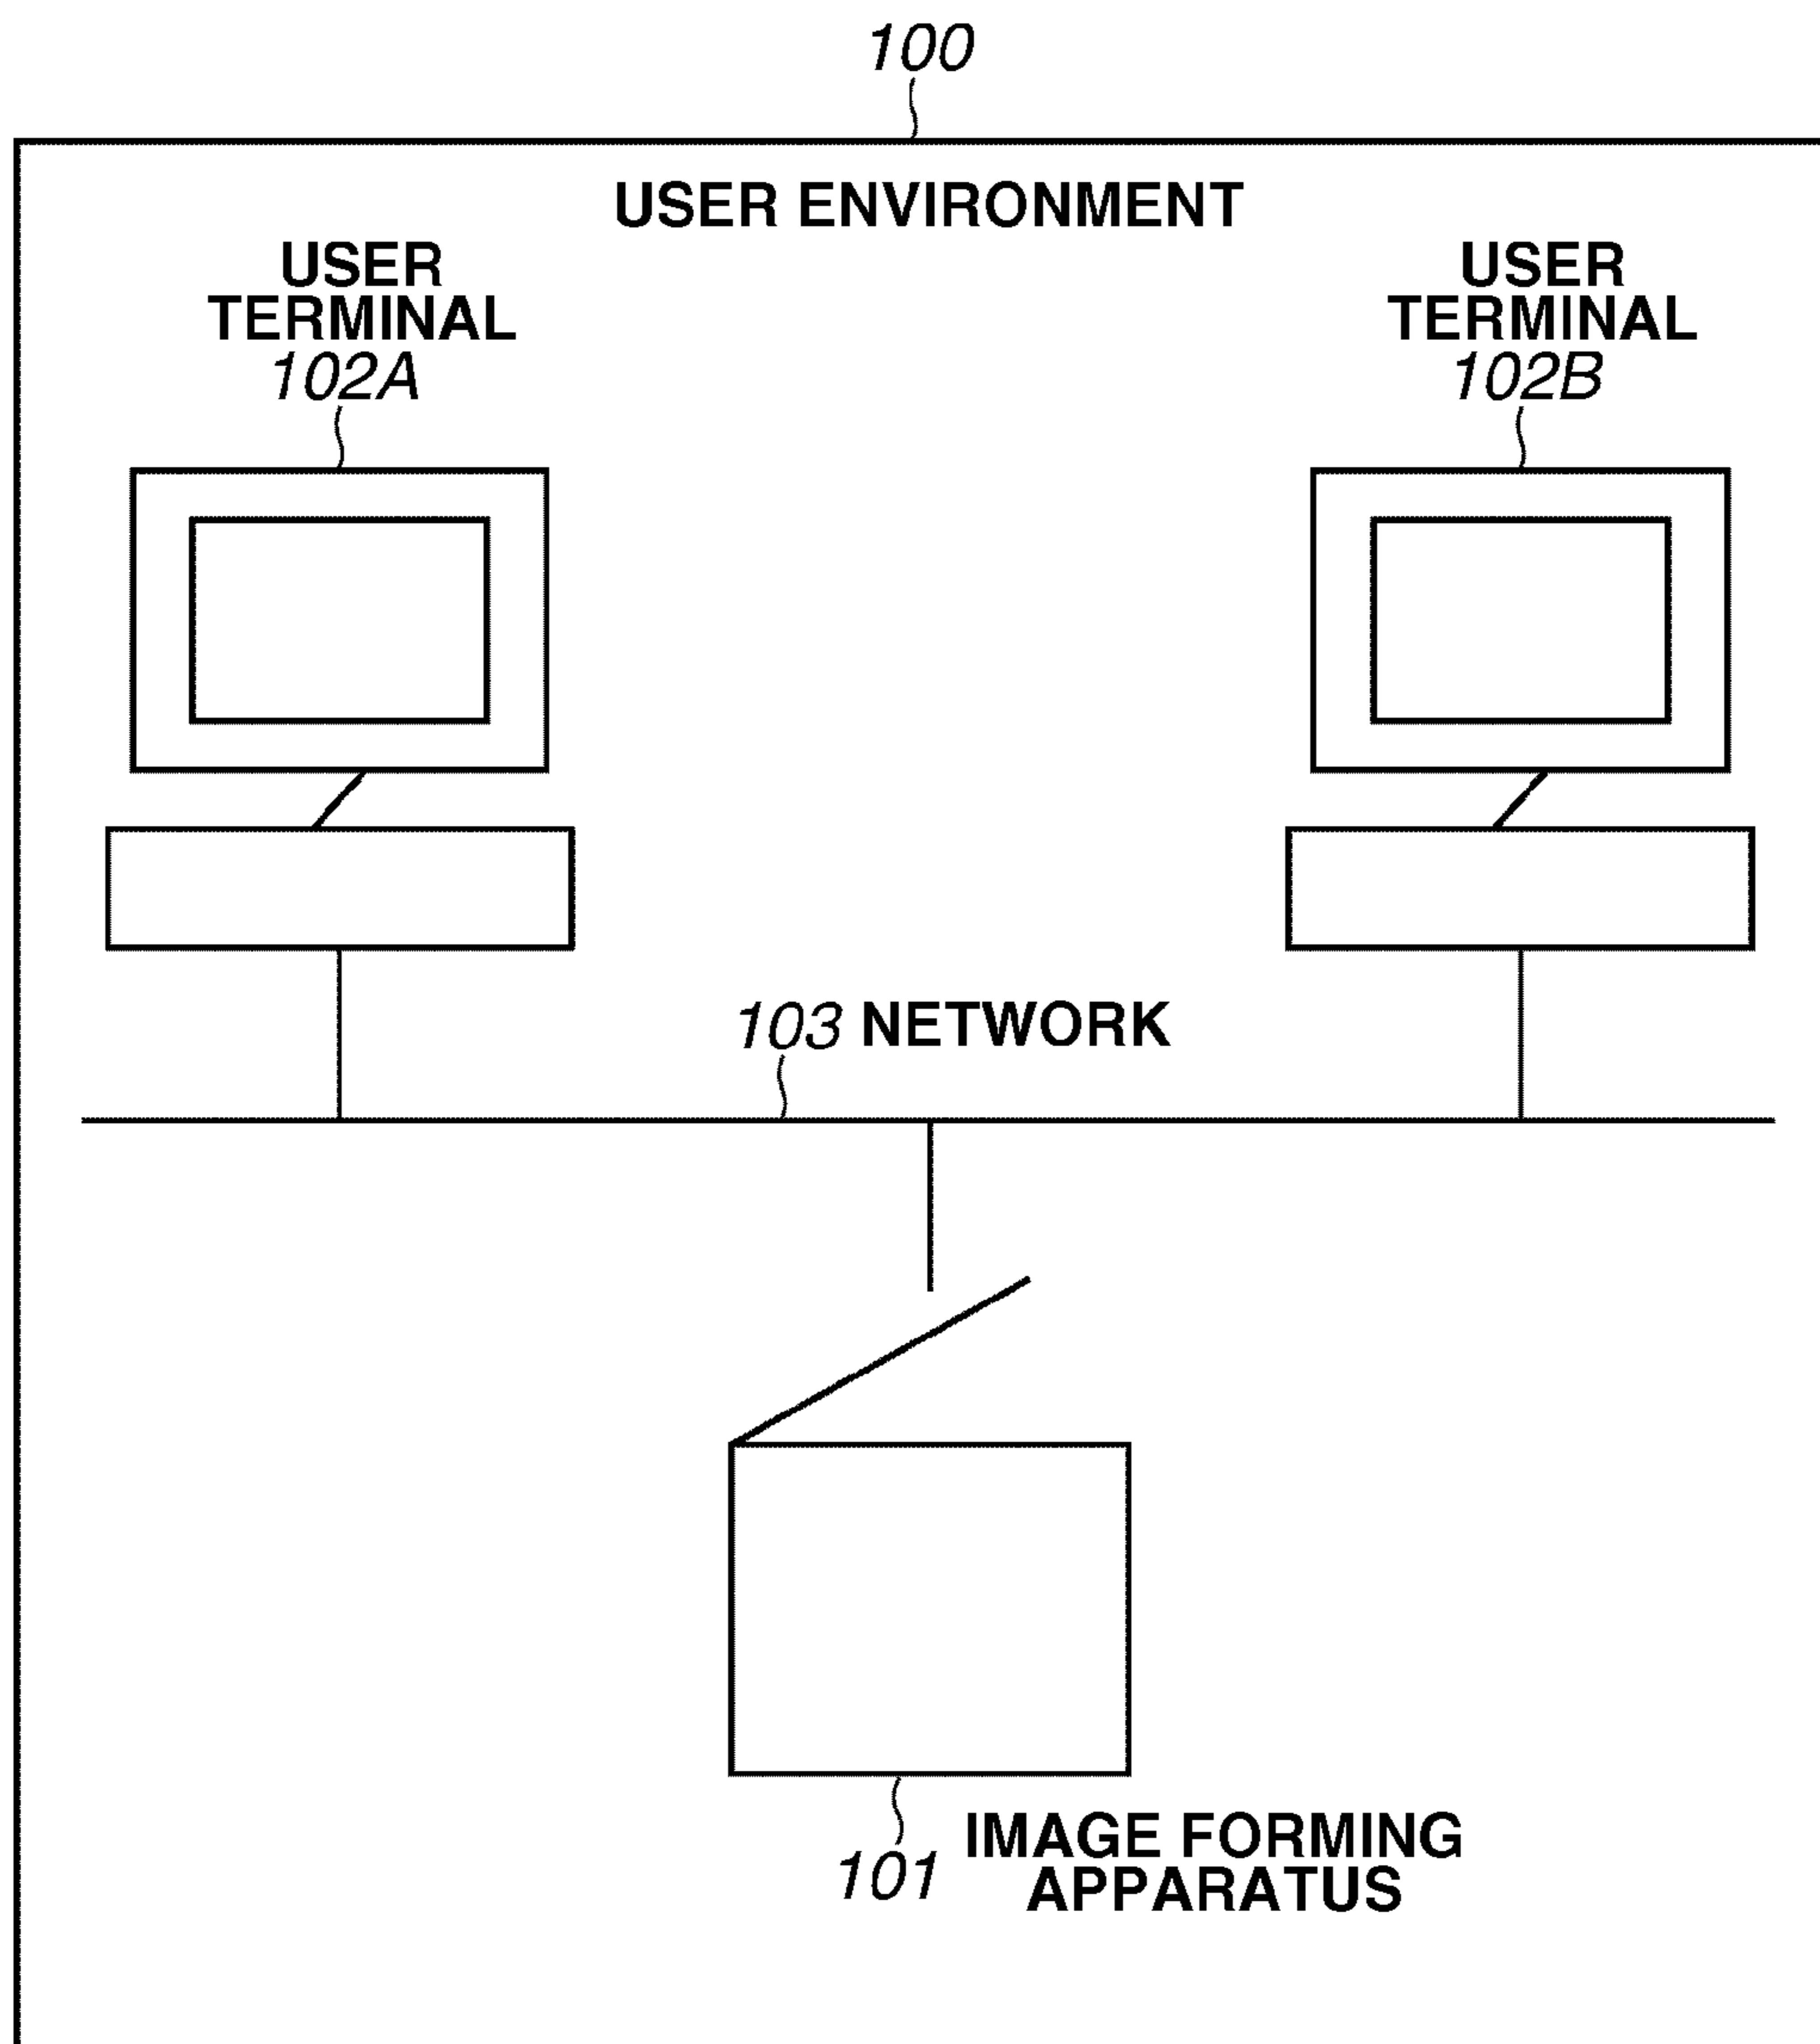 100
USER ENVIRONMENT
USER
TERMINAL
102A
USER
TERMINAL
102B
103 NETWORK
101 IMAGE FORMING
APPARATUS